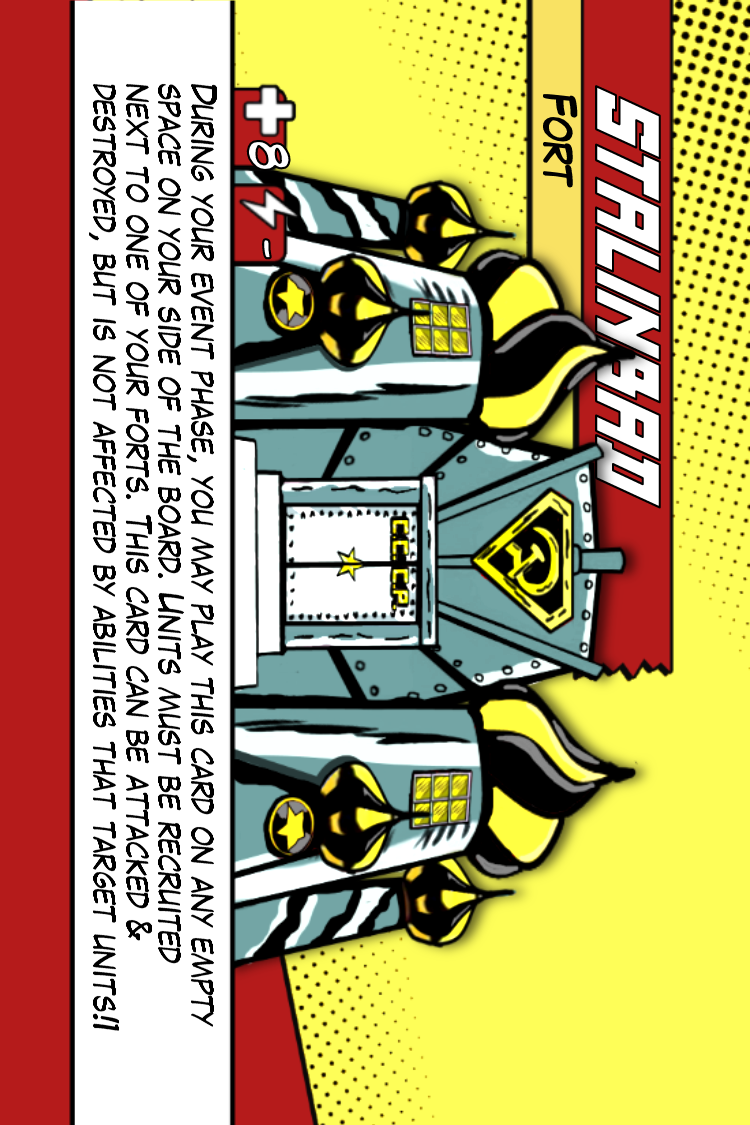 STALINRAD
FORT
C.C.C.P.
8
-
DURING YOUR EVENT PHASE, YOU MAY PLAY THIS CARD ON ANY EMPTY
SPACE ON YOUR SIDE OF THE BOARD. UNITS MUST BE RECRUITED
NEXT TO ONE OF YOUR FORTS. THIS CARD CAN BE ATTACKED &
DESTROYED, BUT IS NOT AFFECTED BY ABILITIES THAT TARGET UNITS!1